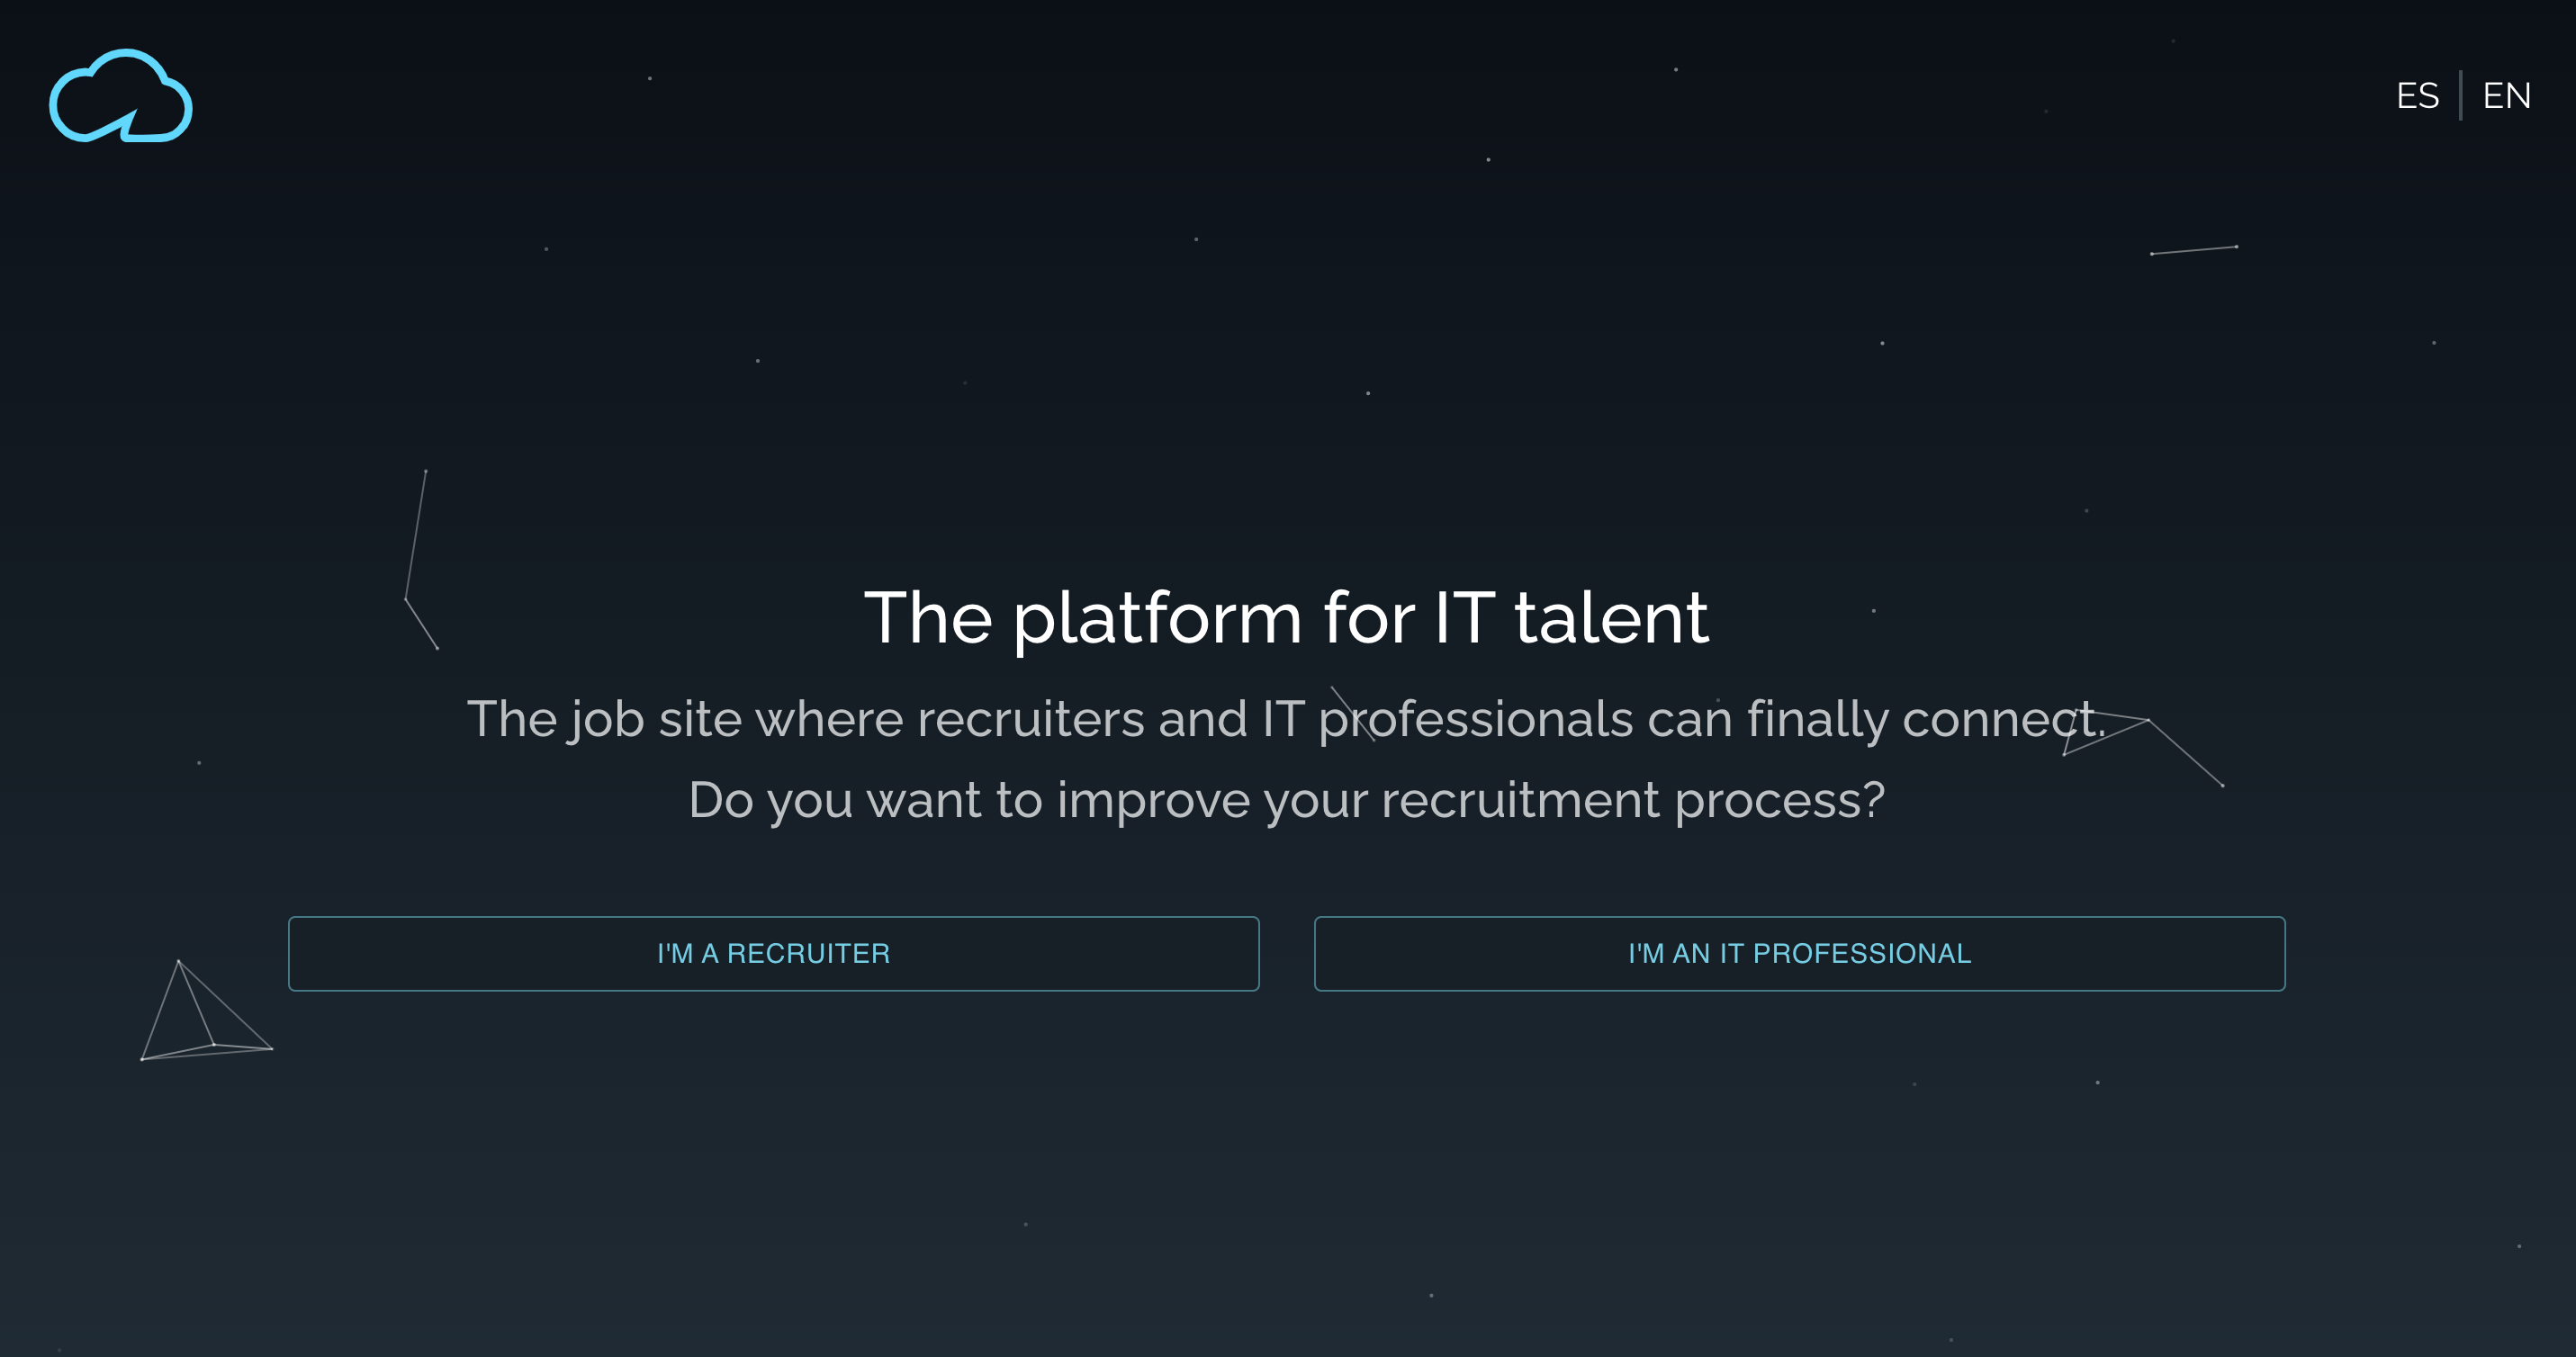 ES | EN
The platform for IT talent
The job site where recruiters and IT professionals can finally connect.
Do you want to improve your recruitment process?
I'M A RECRUITER
I'M AN IT PROFESSIONAL